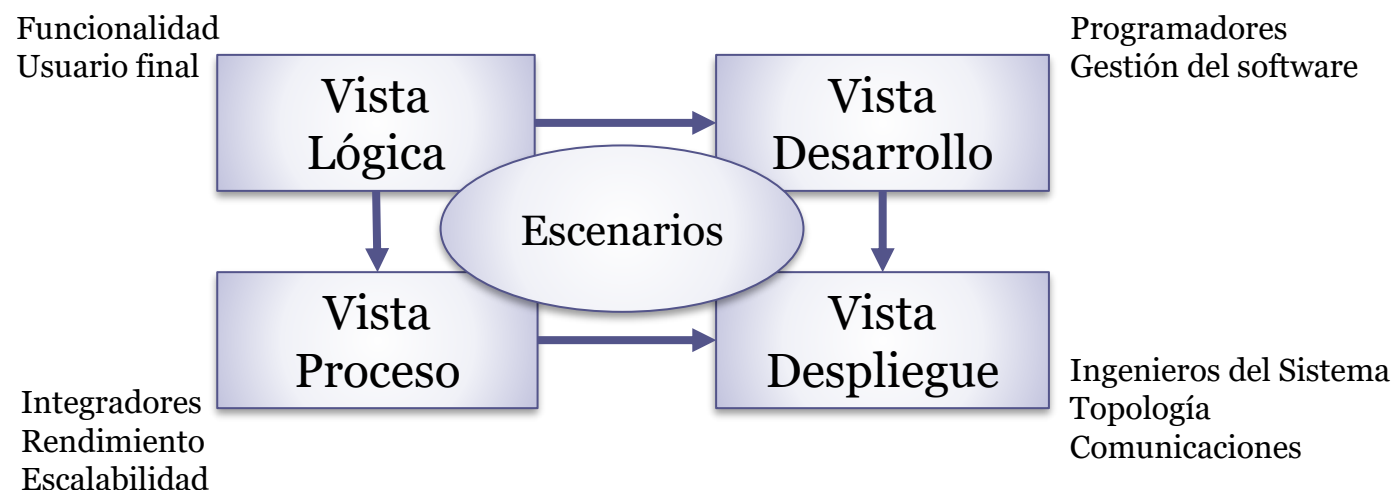 Funcionalidad
Usuario final
Vista
Lógica
Vista
Desarrollo
Programadores
Gestión del software
Escenarios
Vista
Proceso
Vista
Despliegue
Integradores
Rendimiento
Escalabilidad
Ingenieros del Sistema
Topología
Comunicaciones